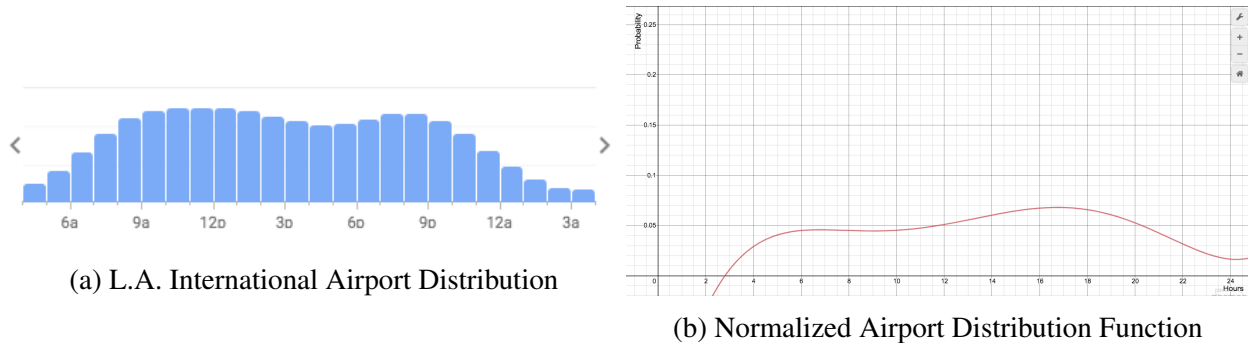 6a 9a 12p 3p 6p 9p 12a 3a
(a) L.A. International Airport Distribution
Probability
0.25
0.2
0.15
0.1
0.05
0 2 4 6 8 10 12 14 16 18 20 22 24
Hours
(b) Normalized Airport Distribution Function